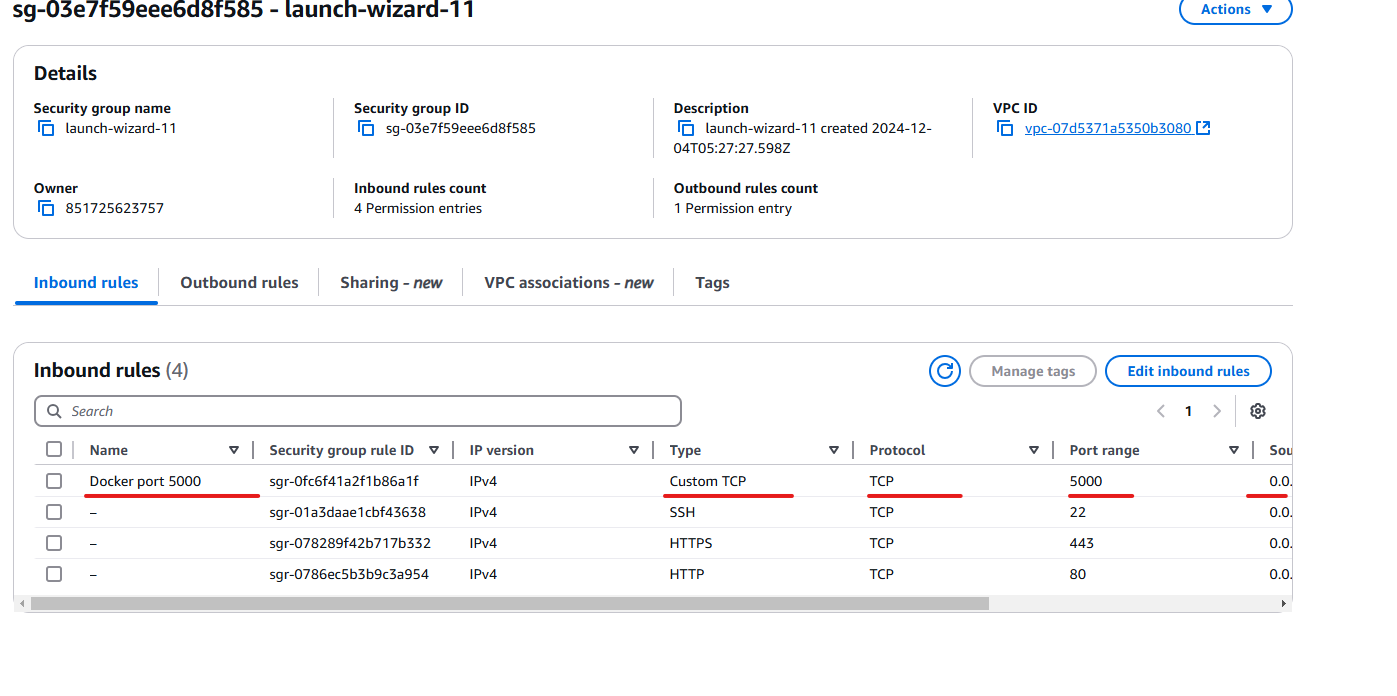 sg-03e7f59eee6d8f585 - launch-wizard-11
Actions
Details
Security group name
launch-wizard-11
Security group ID
sg-03e7f59eee6d8f585
Description
launch-wizard-11 created 2024-12-
04T05:27:27.598Z
VPC ID
vpc-07d5371a5350b3080
Owner
851725623757
Inbound rules count
4 Permission entries
Outbound rules count
1 Permission entry
Inbound rules
Outbound rules
Sharing - new
VPC associations - new
Tags
Inbound rules (4)
Manage tags
Edit inbound rules
Search
1
Name Security group rule ID IP version Type Protocol Port range Sou
Docker port 5000 sgr-0fc6f41a2f1b86a1f IPv4 Custom TCP TCP 5000 0.0.
– sgr-01a3daae1cbf43638 IPv4 SSH TCP 22 0.0.
– sgr-078289f42b717b332 IPv4 HTTPS TCP 443 0.0.
– sgr-0786ec5b3b9c3a954 IPv4 HTTP TCP 80 0.0.